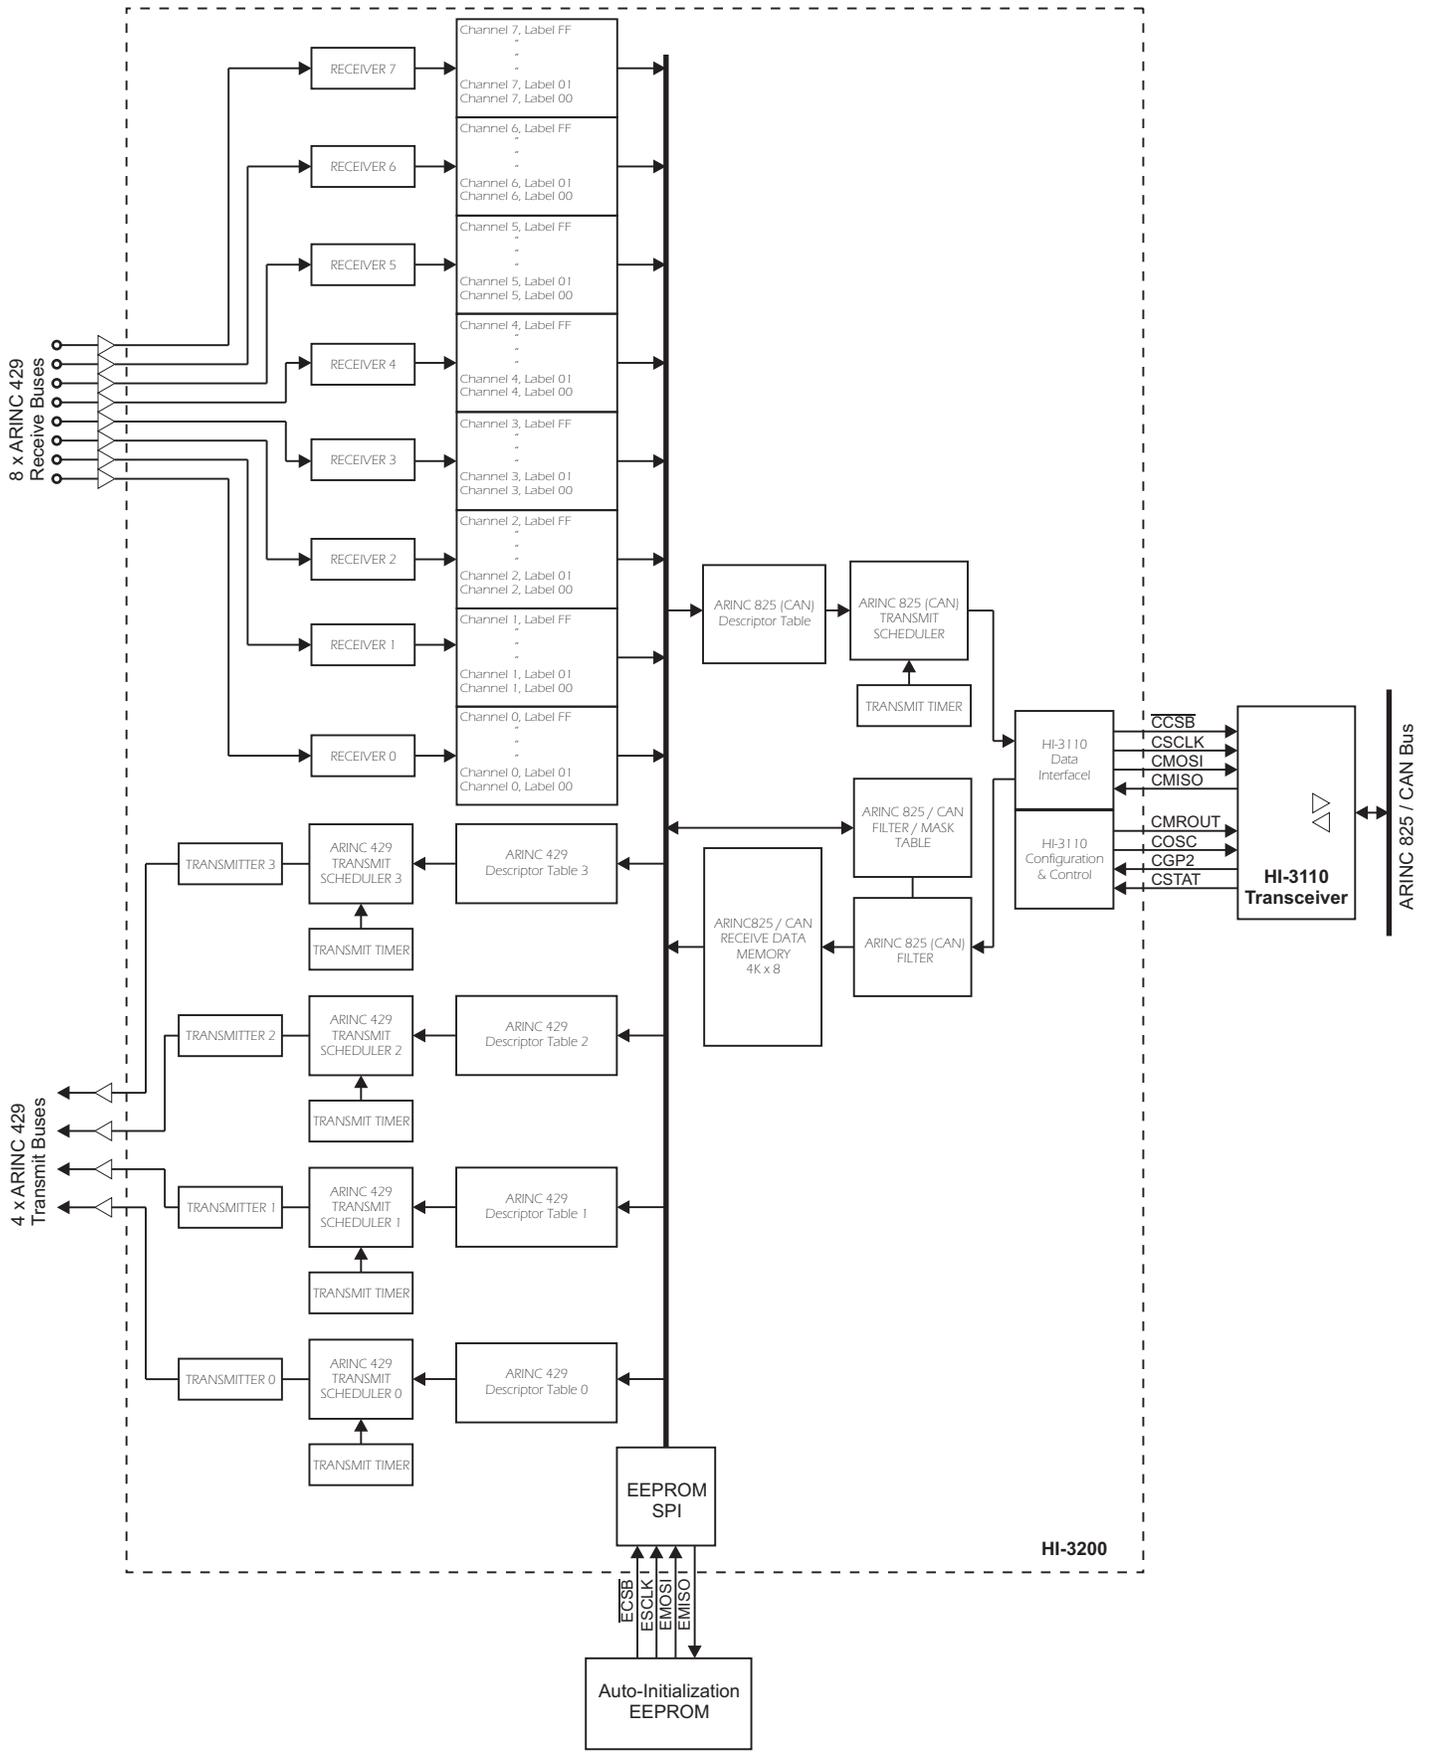 8 x ARINC 429
Receive Buses
RECEIVER 7
Channel 7, Label FF
"
"
"
Channel 7, Label 01
Channel 7, Label 00
RECEIVER 6
Channel 6, Label FF
"
"
"
Channel 6, Label 01
Channel 6, Label 00
RECEIVER 5
Channel 5, Label FF
"
"
"
Channel 5, Label 01
Channel 5, Label 00
RECEIVER 4
Channel 4, Label FF
"
"
"
Channel 4, Label 01
Channel 4, Label 00
RECEIVER 3
Channel 3, Label FF
"
"
"
Channel 3, Label 01
Channel 3, Label 00
RECEIVER 2
Channel 2, Label FF
"
"
"
Channel 2, Label 01
Channel 2, Label 00
RECEIVER 1
Channel 1, Label FF
"
"
"
Channel 1, Label 01
Channel 1, Label 00
RECEIVER 0
Channel 0, Label FF
"
"
"
Channel 0, Label 01
Channel 0, Label 00
ARINC 825 (CAN)
Descriptor Table
ARINC 825 (CAN)
TRANSMIT
SCHEDULER
TRANSMIT TIMER
HI-3110
Data
Interfacel
HI-3110
Configuration
& Control
CCSB
CSCLK
CMOSI
CMISO
CMROUT
COSC
CGP2
CSTAT
HI-3110
Transceiver
ARINC 825 / CAN Bus
ARINC 825 / CAN
FILTER / MASK
TABLE
ARINC 825 (CAN)
FILTER
ARINC825 / CAN
RECEIVE DATA
MEMORY
4K x 8
4 x ARINC 429
Transmit Buses
TRANSMITTER 3
ARINC 429
TRANSMIT
SCHEDULER 3
ARINC 429
Descriptor Table 3
TRANSMIT TIMER
TRANSMITTER 2
ARINC 429
TRANSMIT
SCHEDULER 2
ARINC 429
Descriptor Table 2
TRANSMIT TIMER
TRANSMITTER 1
ARINC 429
TRANSMIT
SCHEDULER 1
ARINC 429
Descriptor Table 1
TRANSMIT TIMER
TRANSMITTER 0
ARINC 429
TRANSMIT
SCHEDULER 0
ARINC 429
Descriptor Table 0
TRANSMIT TIMER
EEPROM
SPI
HI-3200
ECSB
ESCLK
EMOSI
EMISO
Auto-Initialization
EEPROM